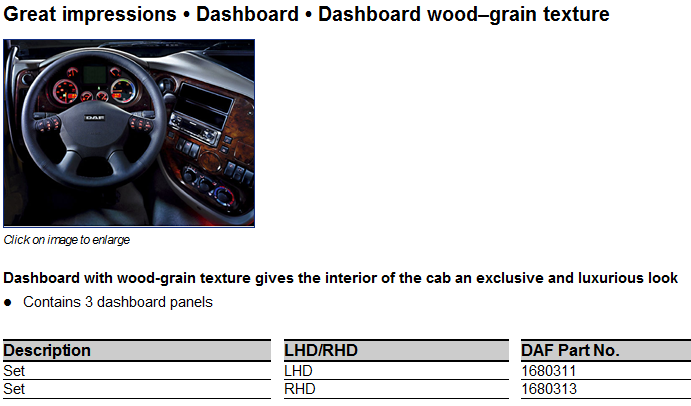 Great impressions • Dashboard • Dashboard wood–grain texture
DAF
Click on image to enlarge
Dashboard with wood-grain texture gives the interior of the cab an exclusive and luxurious look
● Contains 3 dashboard panels
Description LHD/RHD DAF Part No.
Set LHD 1680311
Set RHD 1680313